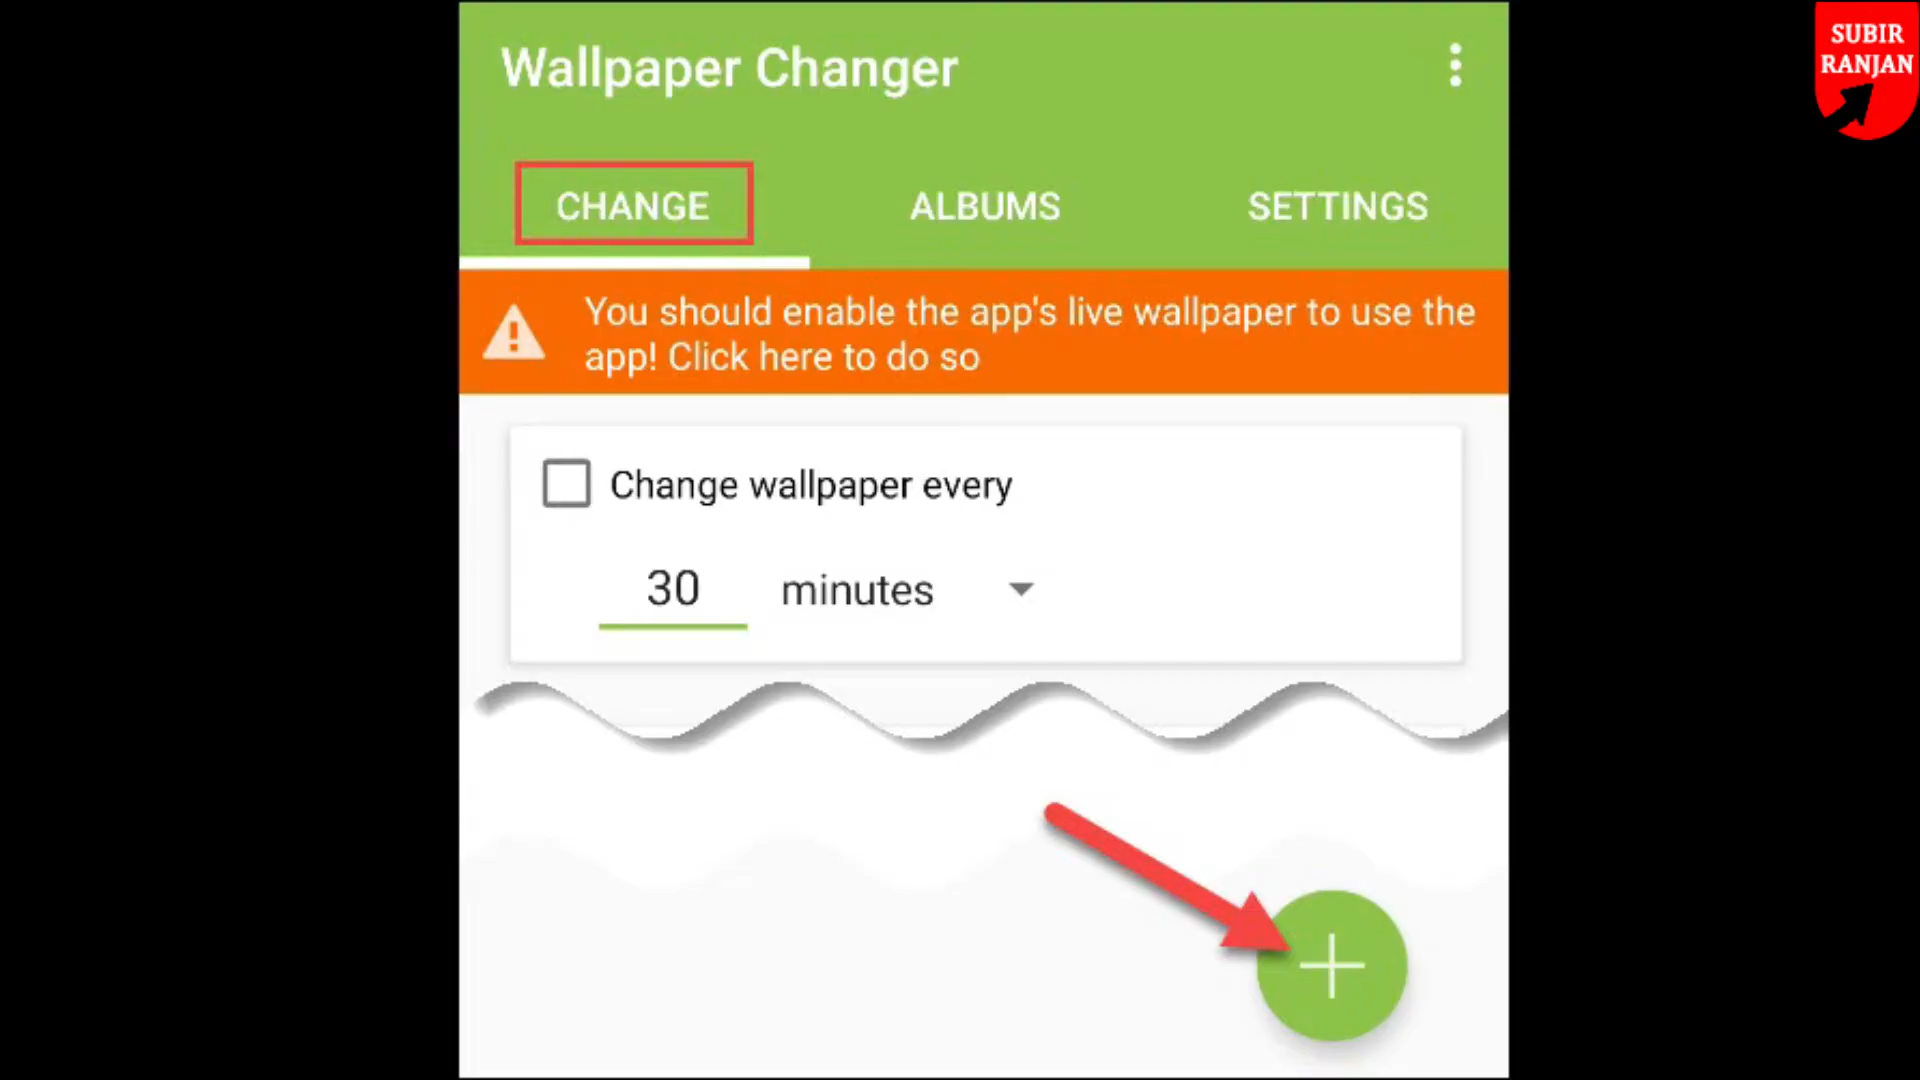 Wallpaper Changer
CHANGE
ALBUMS
SETTINGS
You should enable the app's live wallpaper to use the
app! Click here to do so
Change wallpaper every
30 minutes
SUBIR
RANJAN